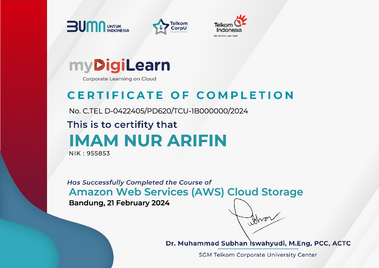 BUMN UNTUK INDONESIA
Telkom CorpU
Telkom Indonesia
myDigiLearn
Corporate Learning on Cloud
CERTIFICATE OF COMPLETION
No. C.TEL D-0422405/PD620/TCU-1B000000/2024
This is to certifity that
IMAM NUR ARIFIN
NIK : 955853
Has Successfully Completed the Course of
Amazon Web Services (AWS) Cloud Storage
Bandung, 21 February 2024
Dr. Muhammad Subhan Iswahyudi, M.Eng, PCC, ACTC
SGM Telkom Corporate University Center